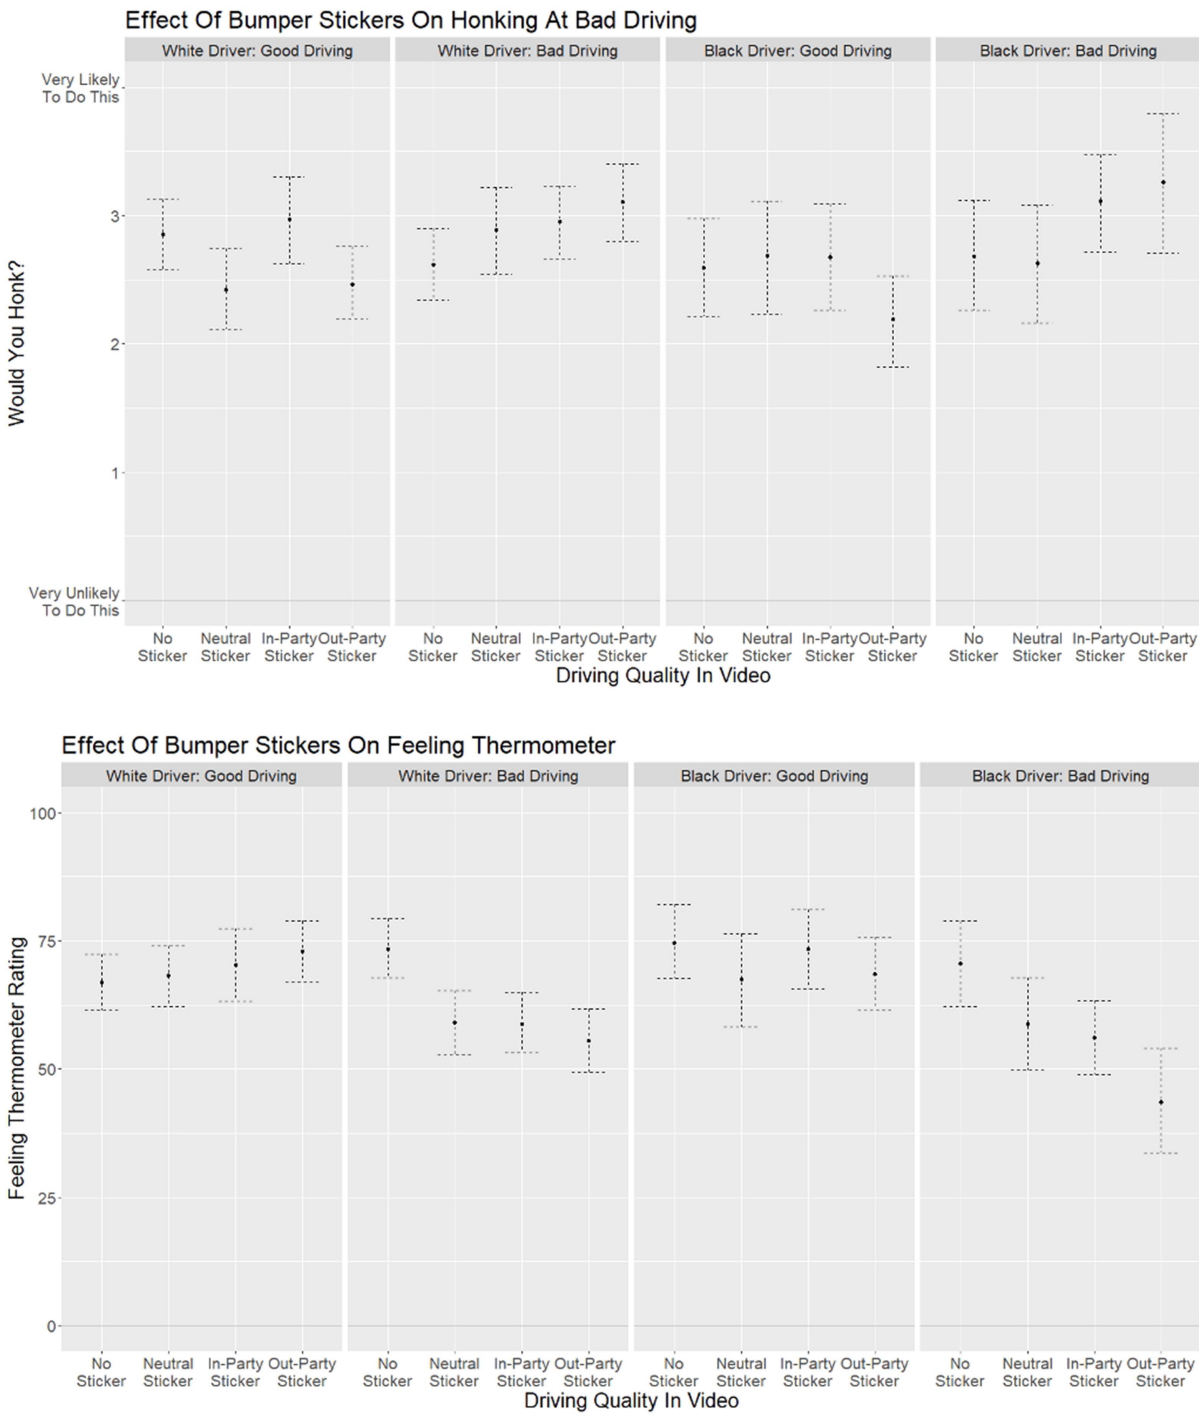 Effect Of Bumper Stickers On Honking At Bad Driving
White Driver: Good Driving
White Driver: Bad Driving
Black Driver: Good Driving
Black Driver: Bad Driving
Would You Honk?
Very Likely
To Do This
3
2
1
Very Unlikely
To Do This
No Neutral In-Party Out-Party No Neutral In-Party Out-Party No Neutral In-Party Out-Party No Neutral In-Party Out-Party
Sticker Sticker Sticker Sticker Sticker Sticker Sticker Sticker Sticker Sticker Sticker Sticker Sticker Sticker Sticker Sticker
Driving Quality In Video
Effect Of Bumper Stickers On Feeling Thermometer
White Driver: Good Driving
White Driver: Bad Driving
Black Driver: Good Driving
Black Driver: Bad Driving
Feeling Thermometer Rating
100
75
50
25
0
No Neutral In-Party Out-Party No Neutral In-Party Out-Party No Neutral In-Party Out-Party No Neutral In-Party Out-Party
Sticker Sticker Sticker Sticker Sticker Sticker Sticker Sticker Sticker Sticker Sticker Sticker Sticker Sticker Sticker Sticker
Driving Quality In Video